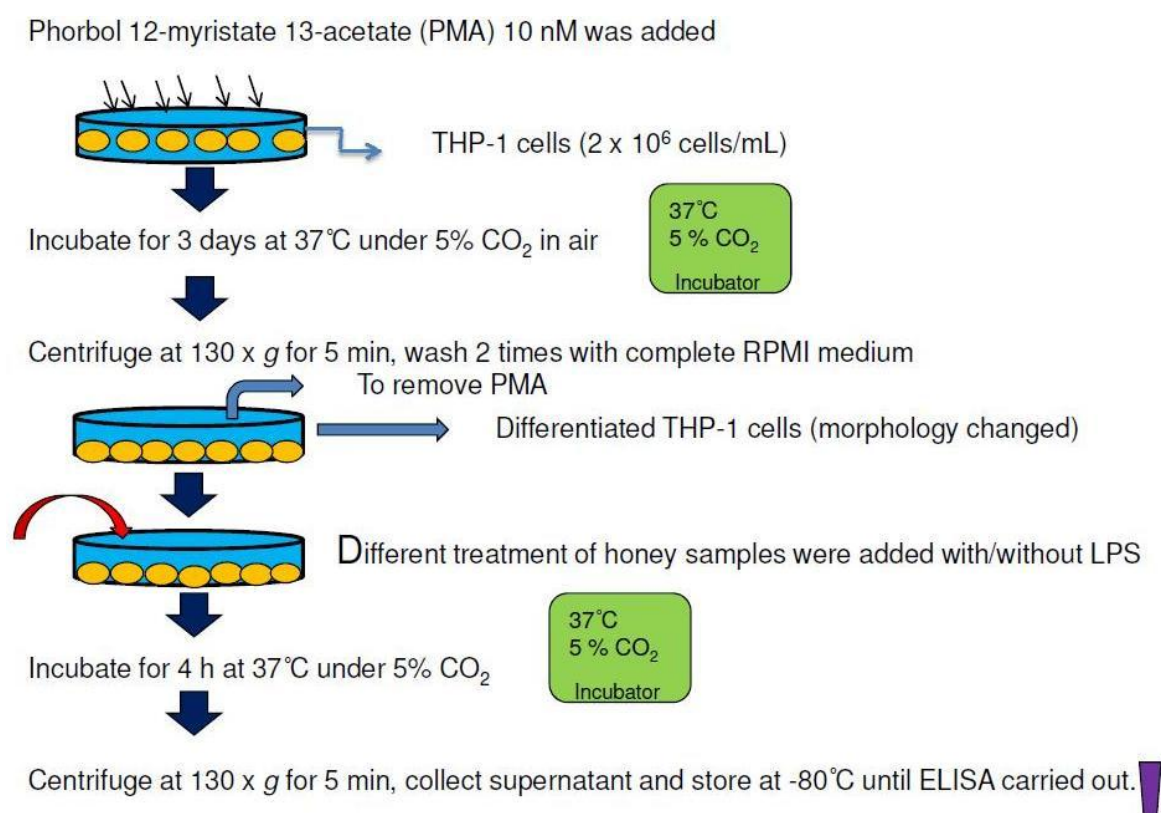 Phorbol 12-myristate 13-acetate (PMA) 10 nM was added
THP-1 cells (2 x 10⁶ cells/mL)
37°C
5 % CO₂
Incubator
Incubate for 3 days at 37°C under 5% CO₂ in air
Centrifuge at 130 x g for 5 min, wash 2 times with complete RPMI medium
To remove PMA
Differentiated THP-1 cells (morphology changed)
Different treatment of honey samples were added with/without LPS
37°C
5 % CO₂
Incubator
Incubate for 4 h at 37°C under 5% CO₂
Centrifuge at 130 x g for 5 min, collect supernatant and store at -80°C until ELISA carried out.